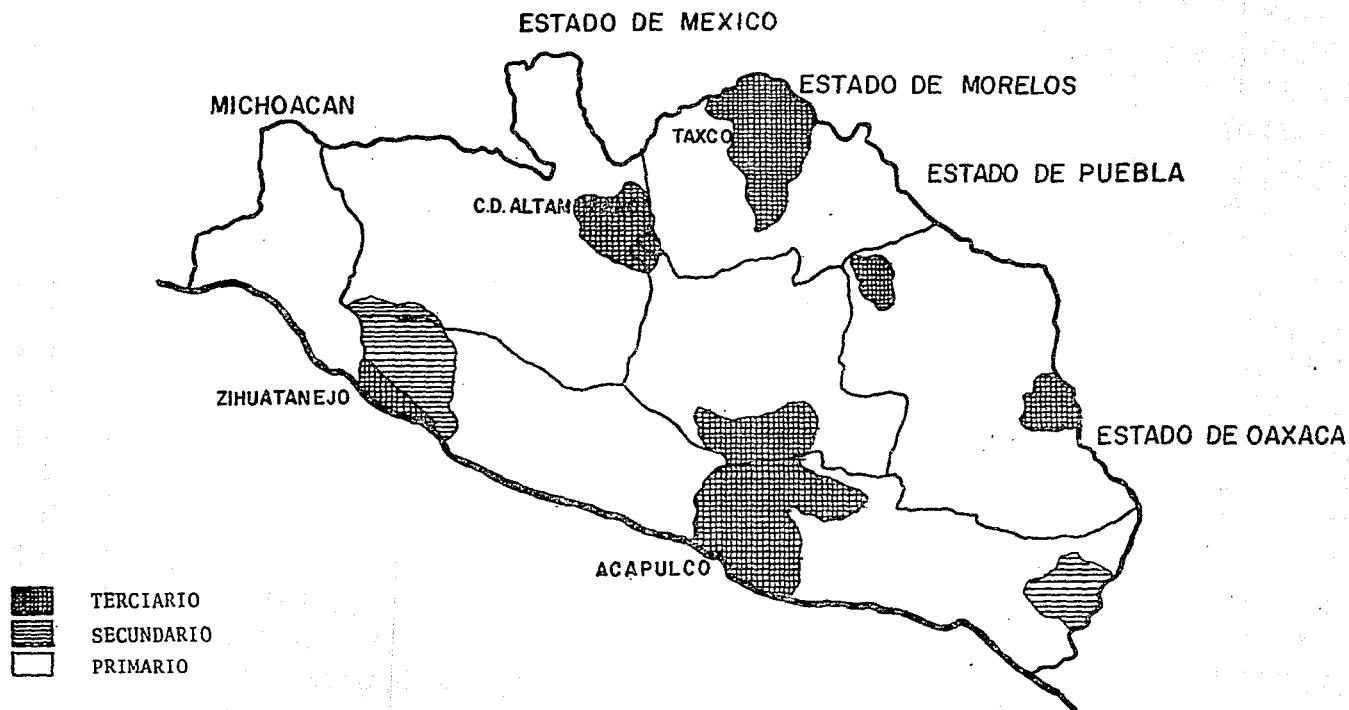 ESTADO DE MEXICO
MICHOACAN
ESTADO DE MORELOS
TAXCO
ESTADO DE PUEBLA
C.D. ALTAM
ZIHUATANEJO
ESTADO DE OAXACA
ACAPULCO
TERCIARIO
SECUNDARIO
PRIMARIO